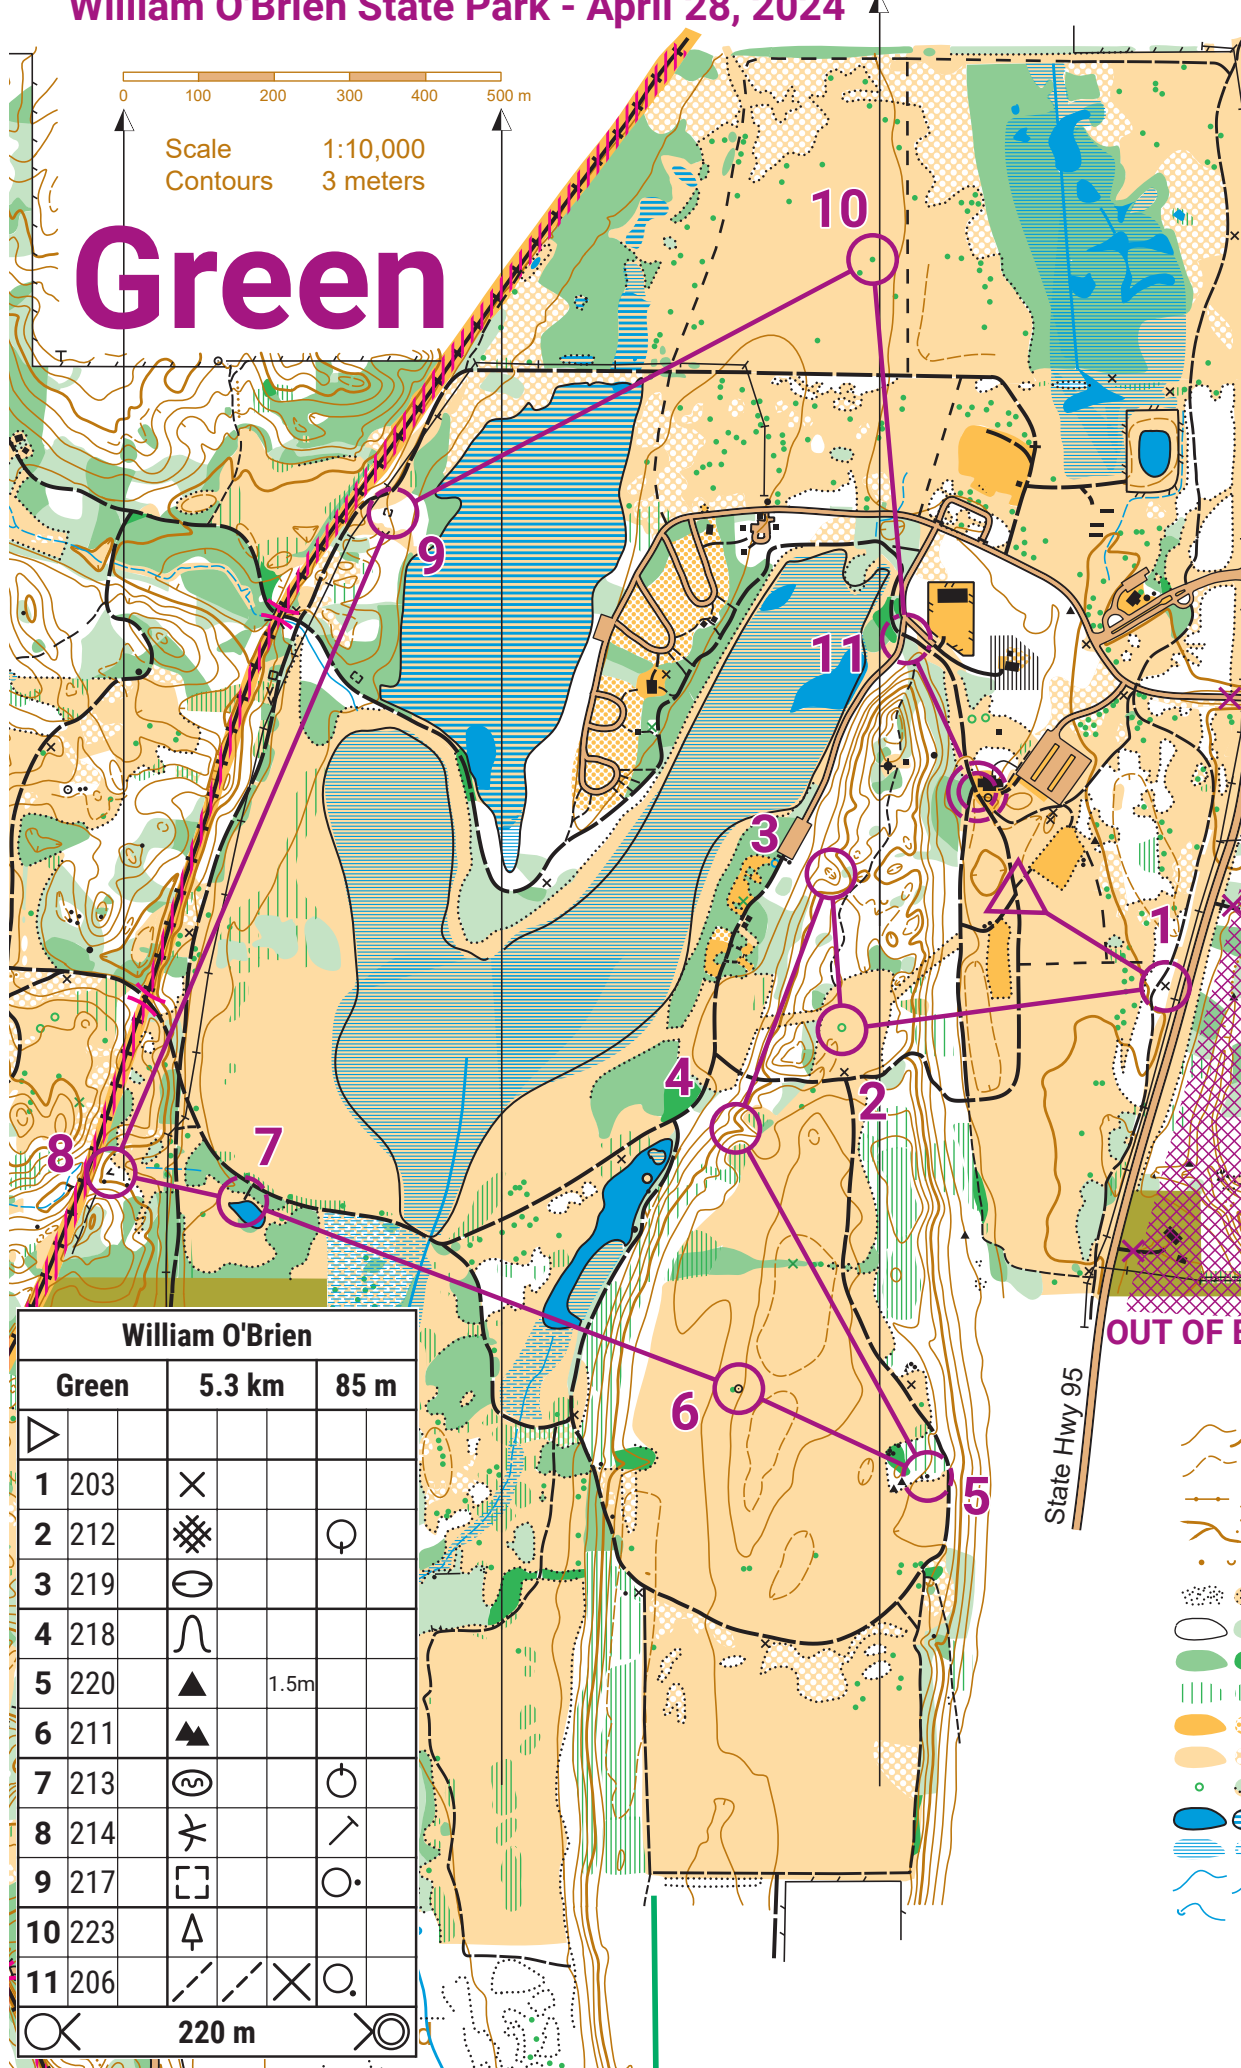 William O'Brien State Park - April 28, 2024
0 100 200 300 400 500 m
Scale 1:10,000
Contours 3 meters
Green
10
9
11
3
1
4
2
8
7
6
5
OUT OF
State Hwy 95
William O'Brien
Green 5.3 km 85 m
1 203
2 212
3 219
4 218
5 220 1.5m
6 211
7 213
8 214
9 217
10 223
11 206
220 m